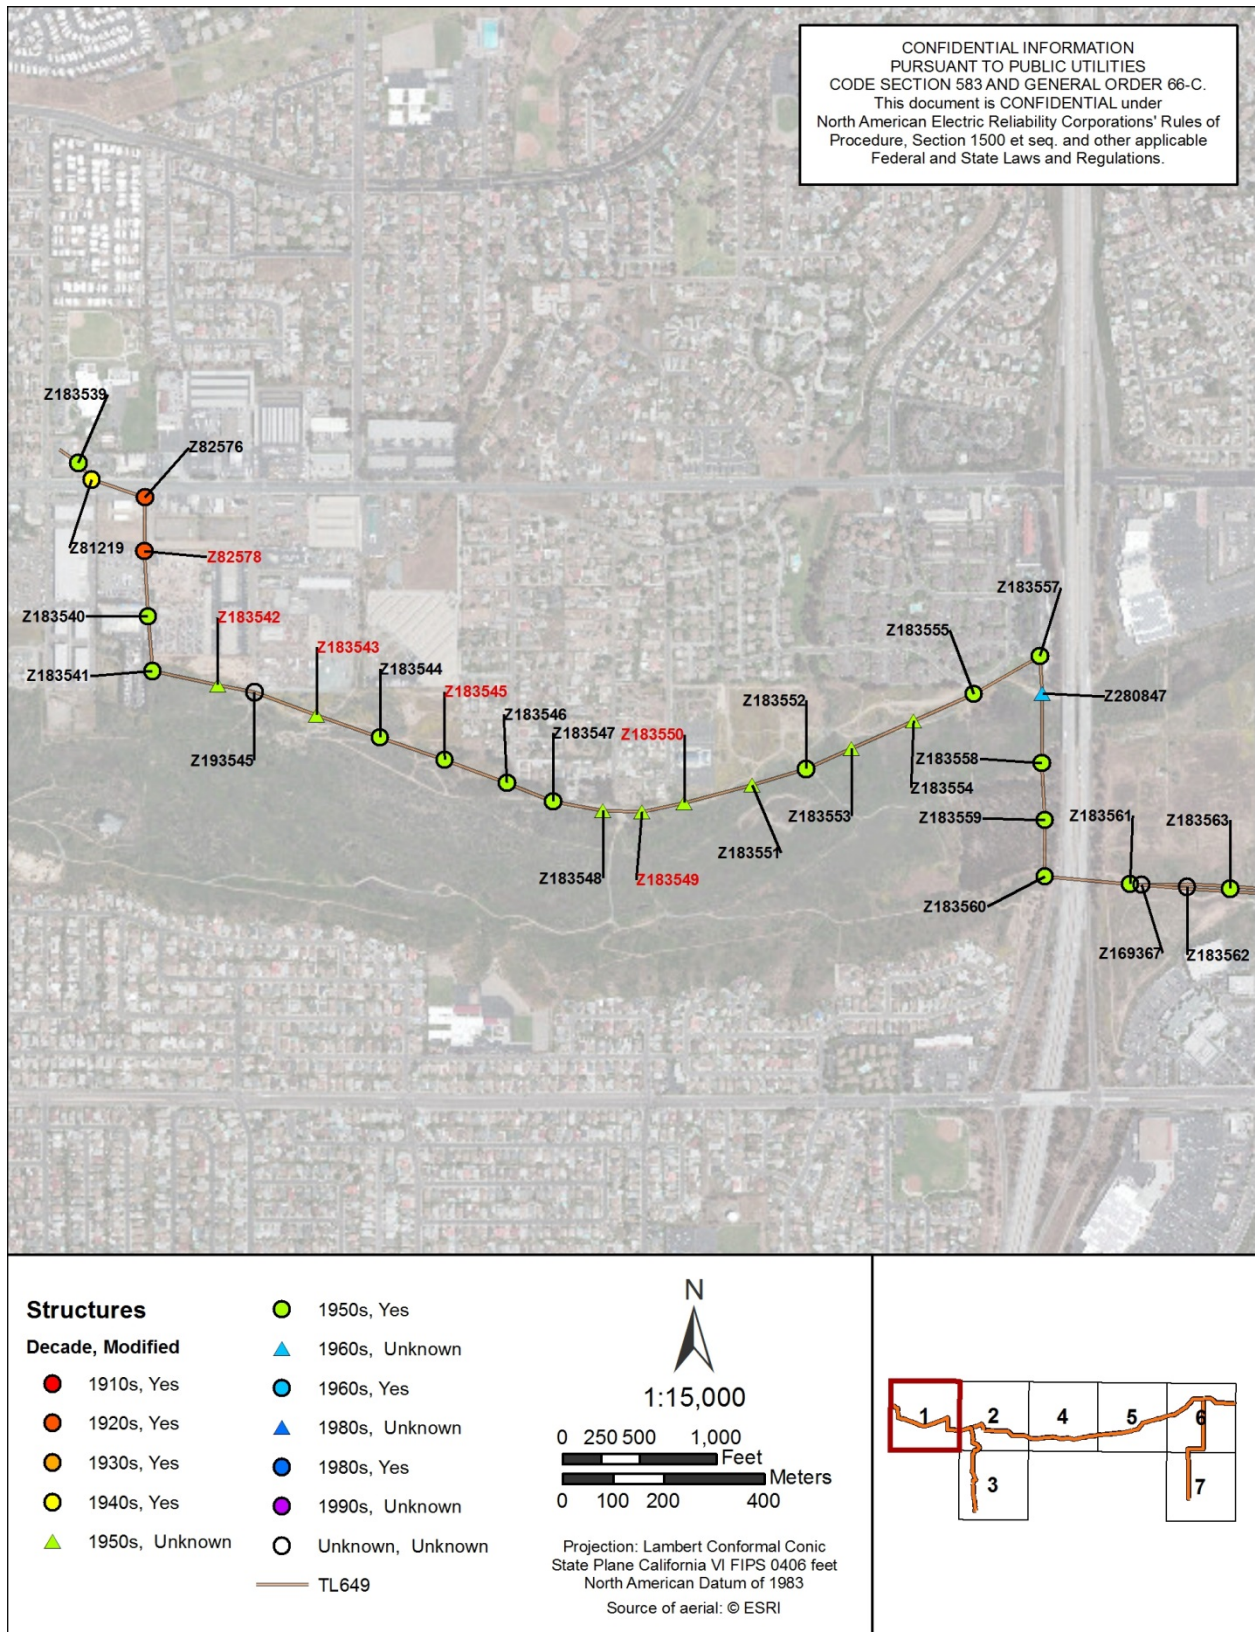 CONFIDENTIAL INFORMATION
PURSUANT TO PUBLIC UTILITIES
CODE SECTION 583 AND GENERAL ORDER 66-C.
This document is CONFIDENTIAL under
North American Electric Reliability Corporations' Rules of
Procedure, Section 1500 et seq. and other applicable
Federal and State Laws and Regulations.
Z183539
Z82576
Z81219
Z82578
Z183540
Z183542
Z183541
Z193545
Z183543
Z183544
Z183545
Z183546
Z183547
Z183548
Z183549
Z183550
Z183551
Z183552
Z183553
Z183554
Z183555
Z183557
Z280847
Z183558
Z183559
Z183560
Z183561
Z169367
Z183562
Z183563
Structures
Decade, Modified
1910s, Yes
1920s, Yes
1930s, Yes
1940s, Yes
1950s, Unknown
1950s, Yes
1960s, Unknown
1960s, Yes
1980s, Unknown
1980s, Yes
1990s, Unknown
Unknown, Unknown
TL649
N
1:15,000
0 250 500 1,000
Feet
Meters
0 100 200 400
Projection: Lambert Conformal Conic
State Plane California VI FIPS 0406 feet
North American Datum of 1983
Source of aerial: © ESRI
1 2 4 5 6
3 7